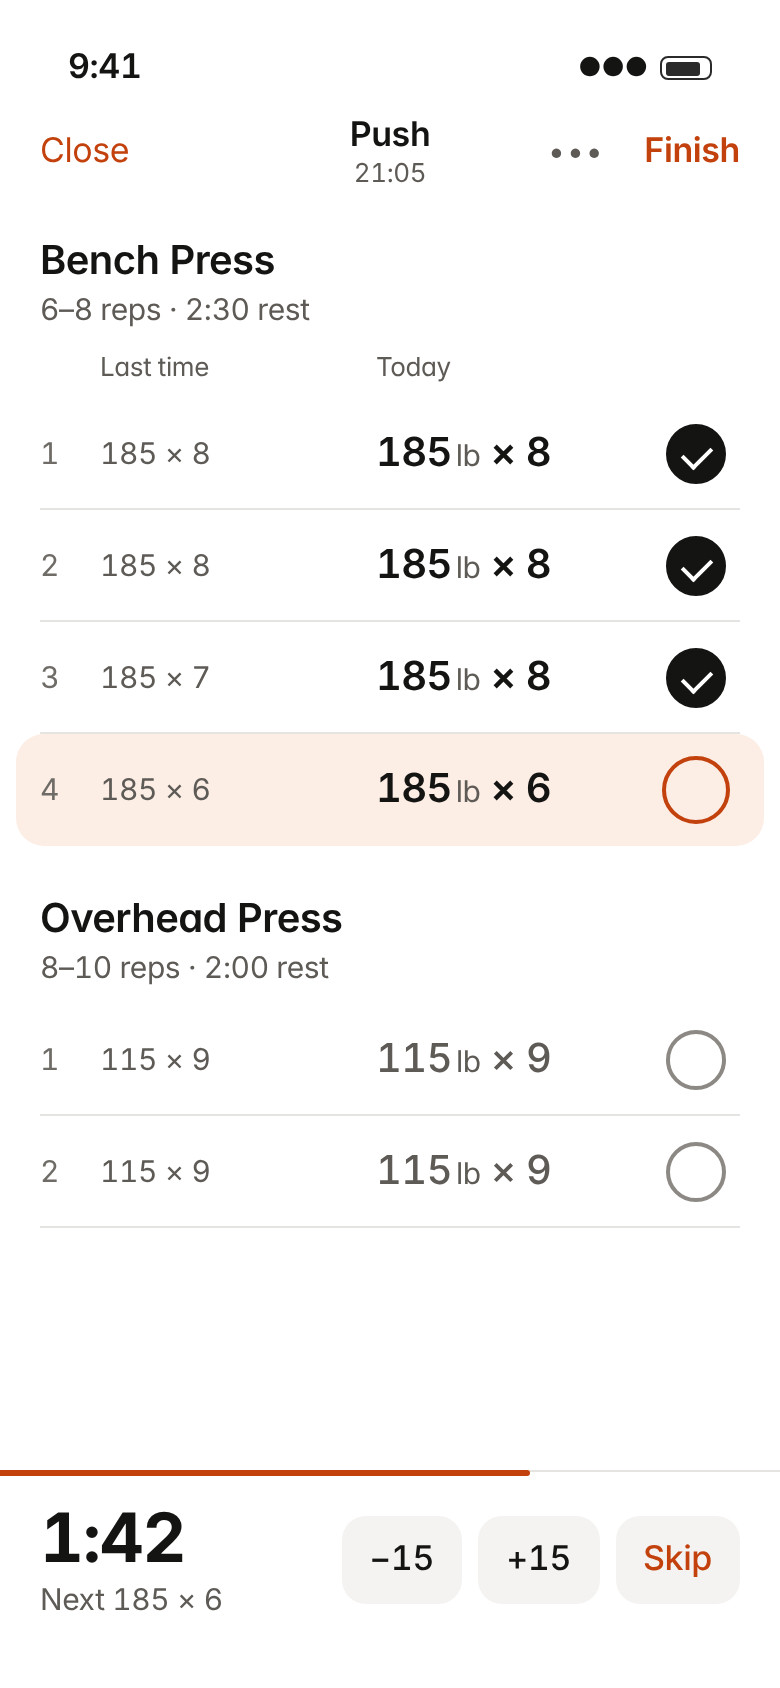 9:41
Close Push 21:05 ••• Finish
Bench Press
6–8 reps · 2:30 rest
Last time Today
1 185 × 8 185 lb × 8
2 185 × 8 185 lb × 8
3 185 × 7 185 lb × 8
4 185 × 6 185 lb × 6
Overhead Press
8–10 reps · 2:00 rest
1 115 × 9 115 lb × 9
2 115 × 9 115 lb × 9
1:42 −15 +15 Skip
Next 185 × 6